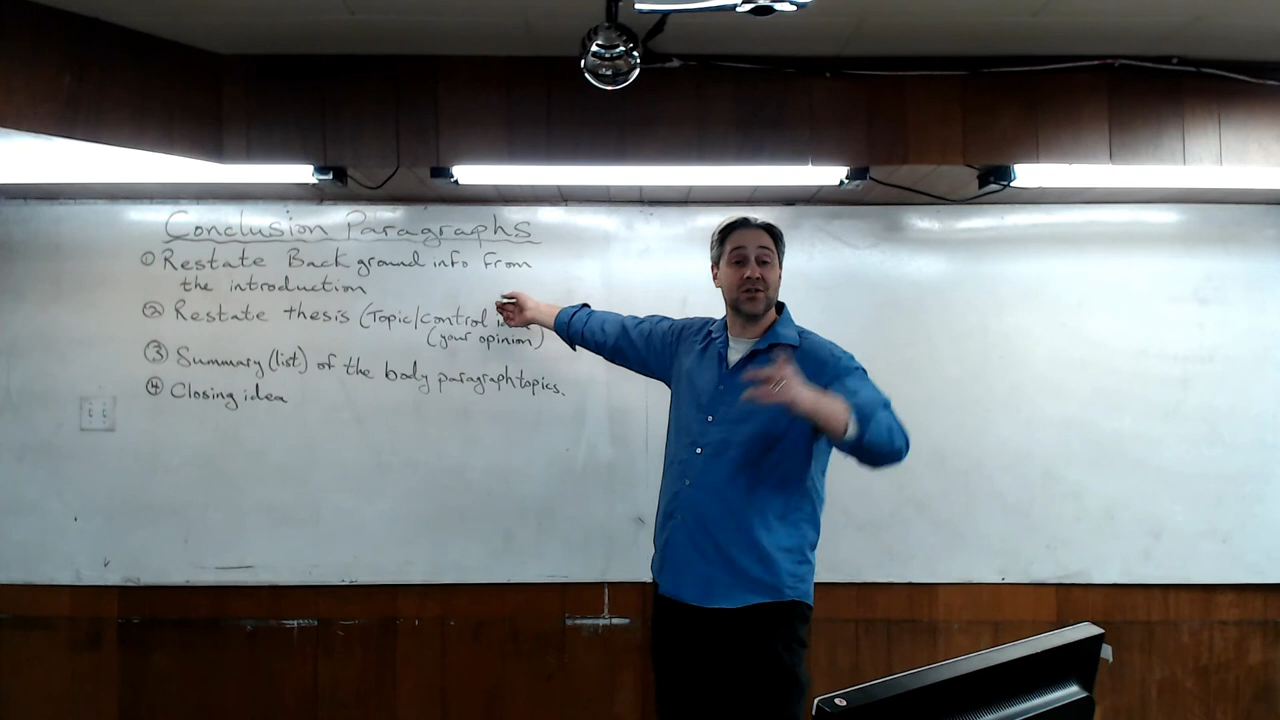 Conclusion Paragraphs
① Restate Background info From
the introduction
② Restate thesis (Topic/control
(your opinion)
③ Summary (list) of the body paragraph topics.
④ Closing idea